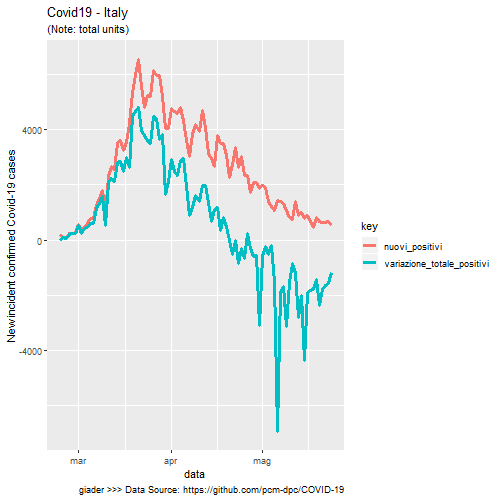 Covid19 - Italy
(Note: total units)
New/incident confirmed Covid-19 cases
4000
0
-4000
mar apr mag
data
key
nuovi_positivi
variazione_totale_positivi
giader >>> Data Source: https://github.com/pcm-dpc/COVID-19